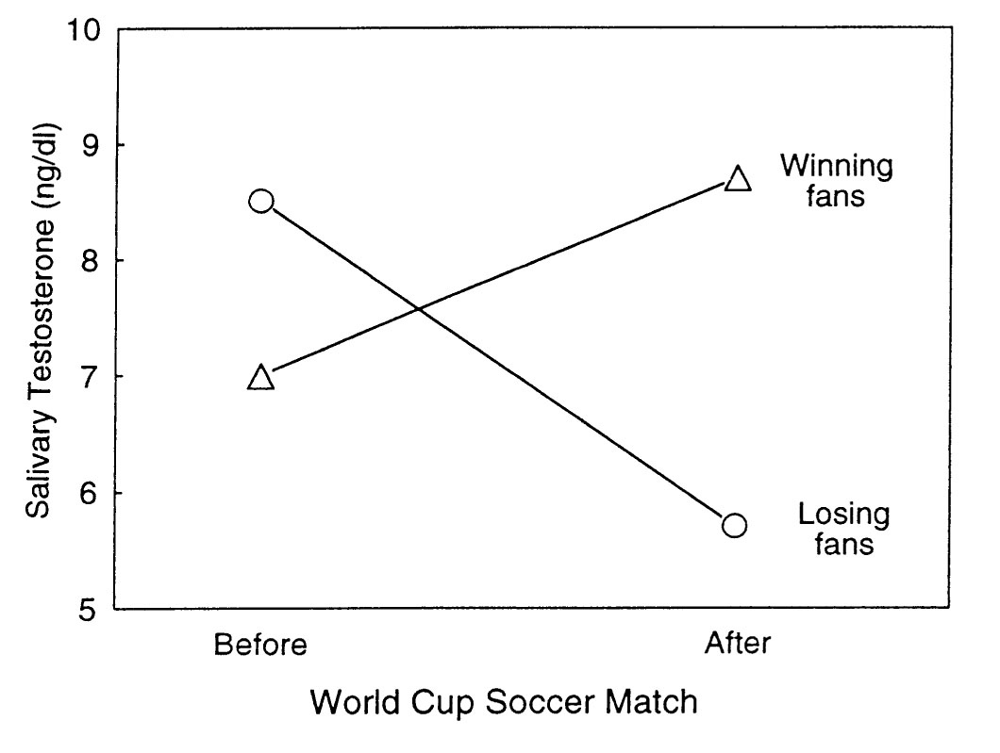 10
9
8
7
6
5
Salivary Testosterone (ng/dl)
Winning
fans
Losing
fans
Before
After
World Cup Soccer Match